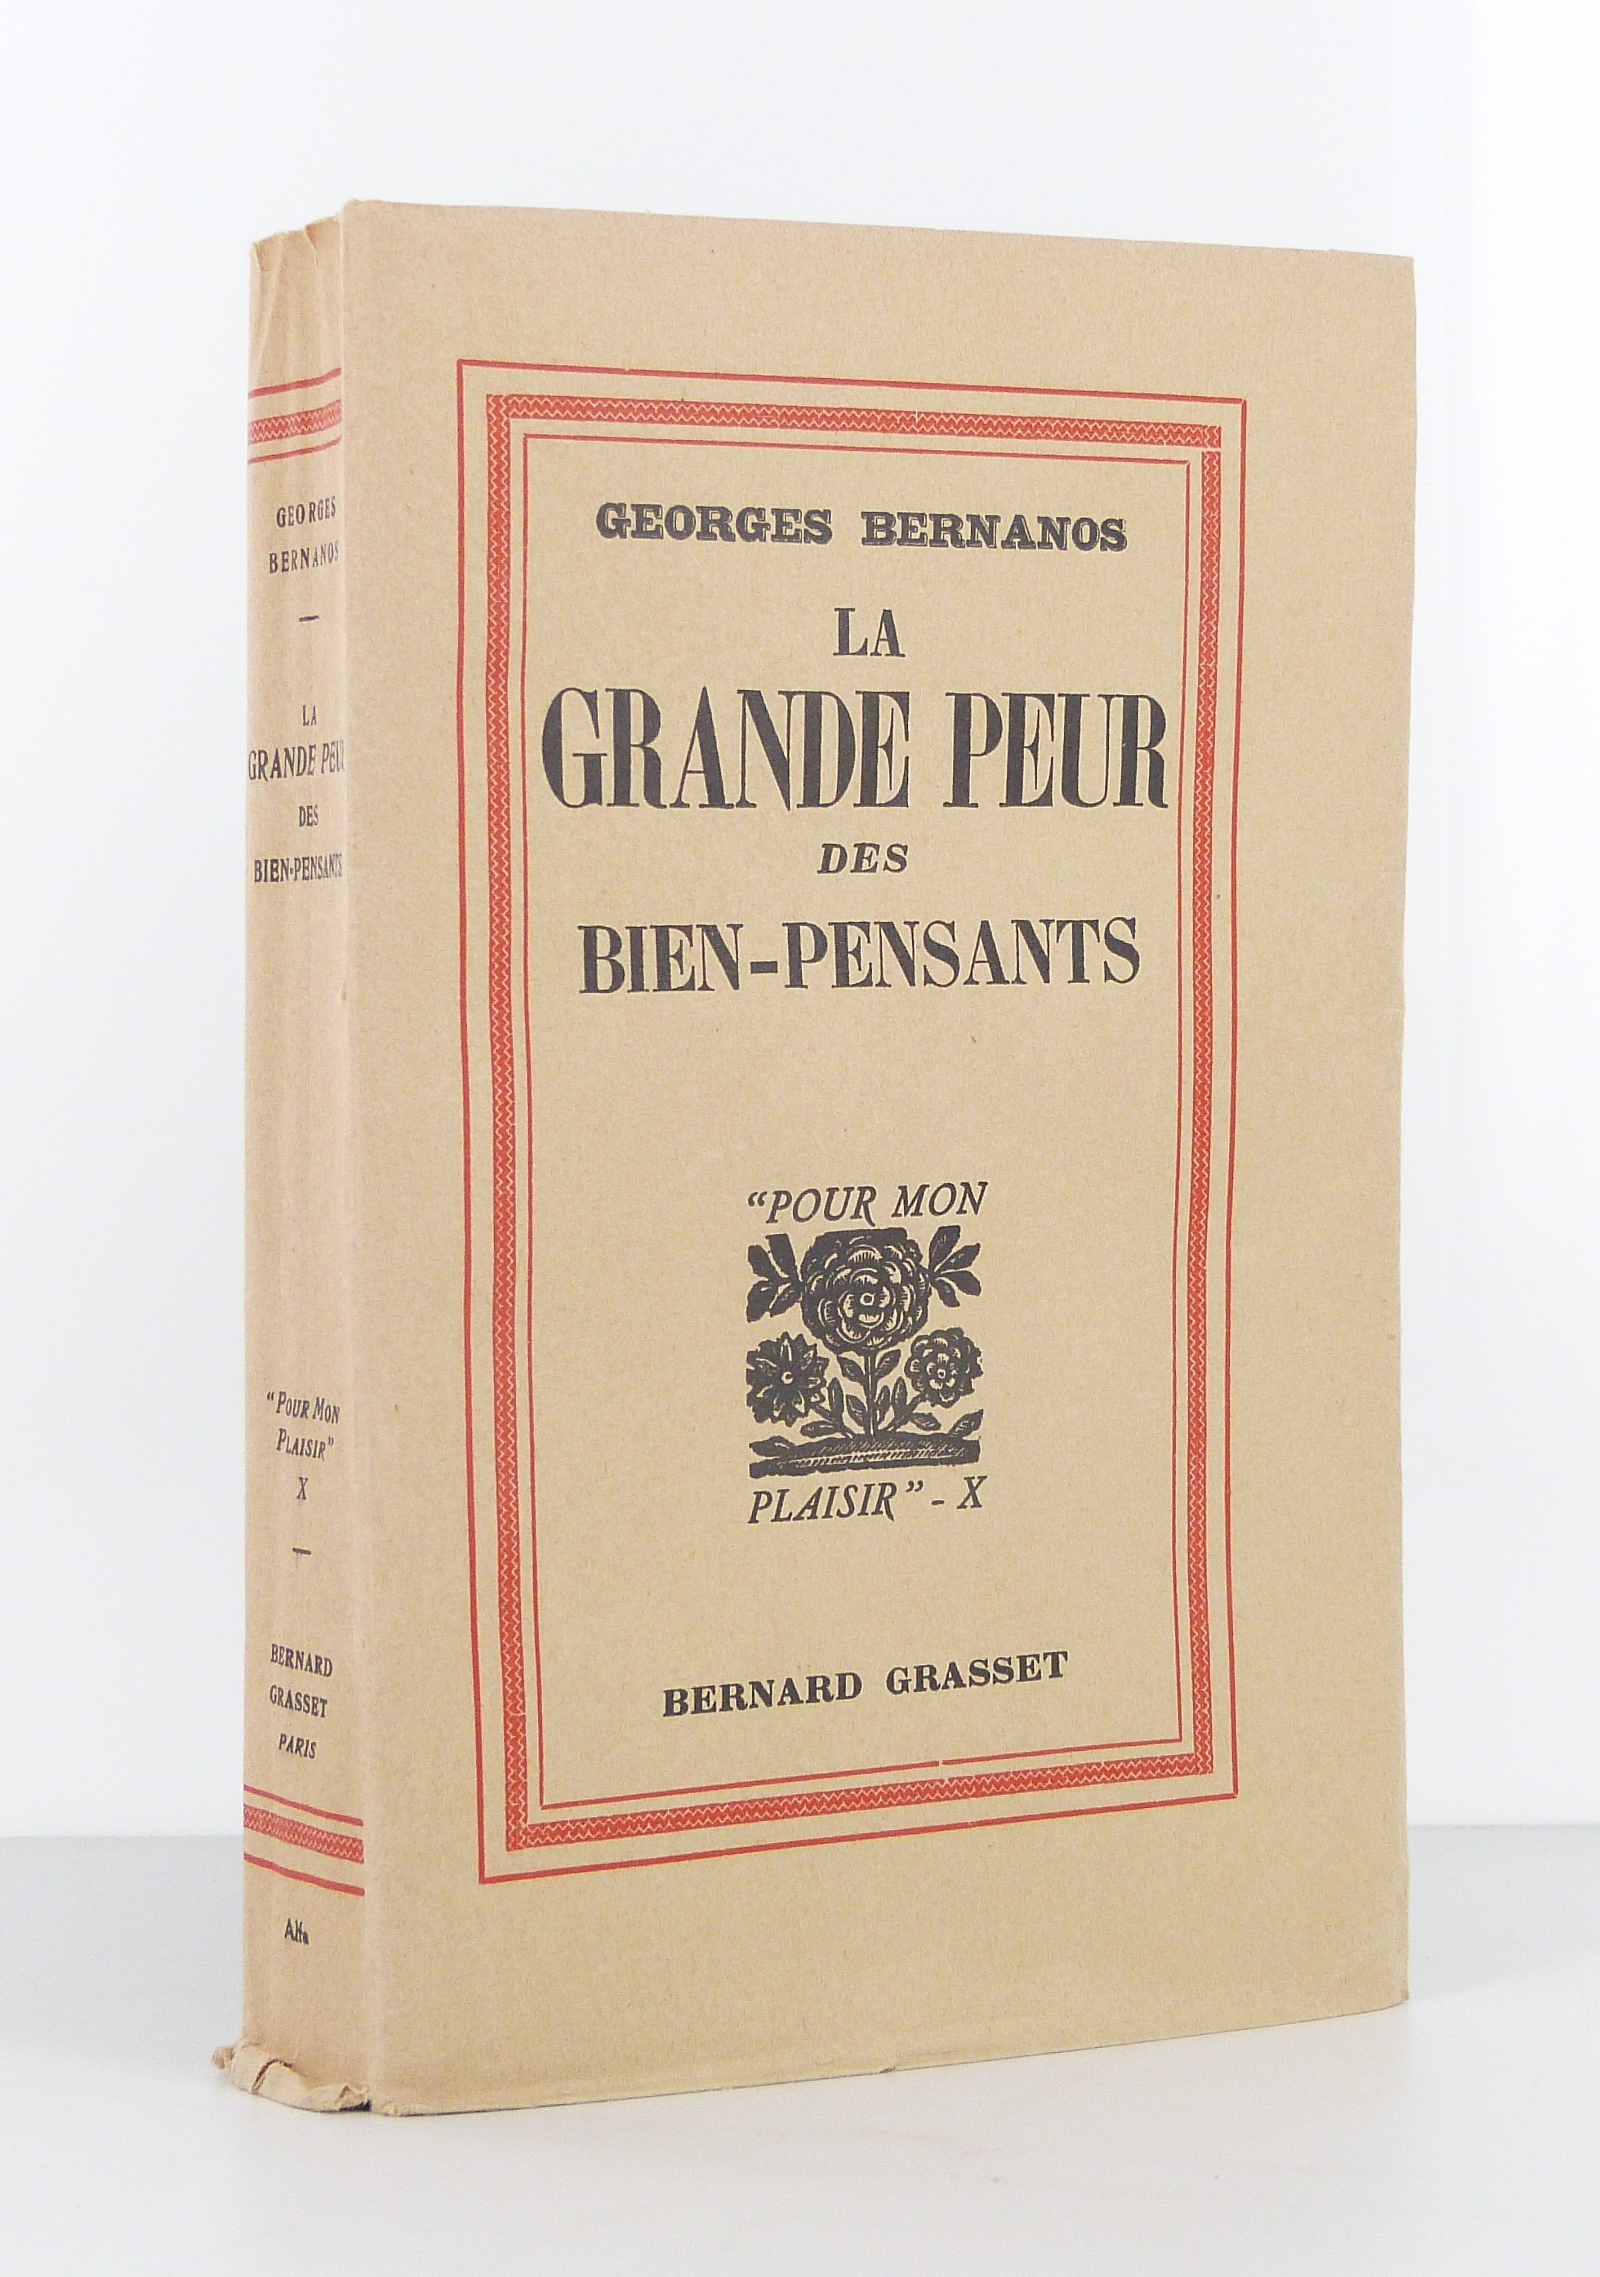 GEORGES
BERNANOS
LA
GRANDE PEU
DES
BIEN-PENSANTS
"POUR MON
PLAISIR"
X
BERNARD
GRASSET
PARIS
Alfa
GEORGES BERNANOS
LA
GRANDE PEUR
DES
BIEN-PENSANTS
"POUR MON
PLAISIR" - X
BERNARD GRASSET